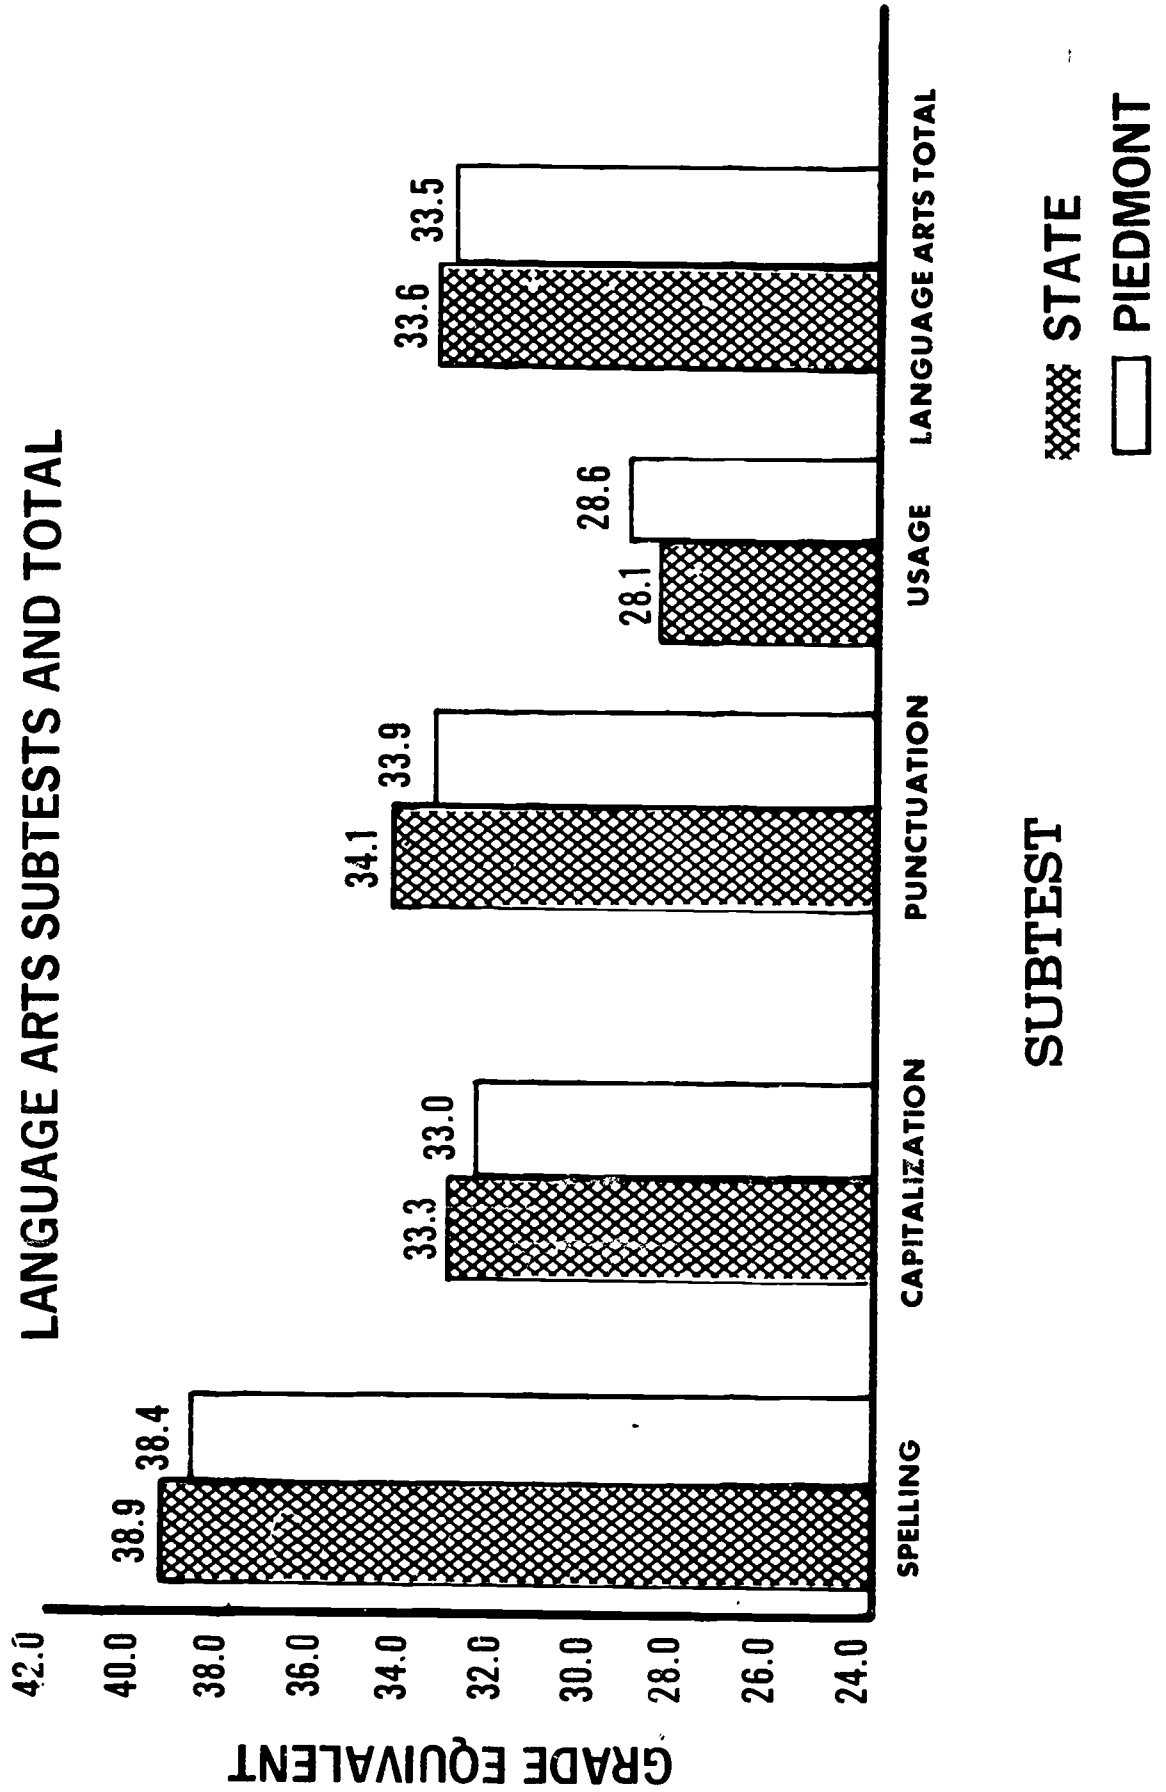 LANGUAGE ARTS SUBTESTS AND TOTAL
GRADE EQUIVALENT
42.0
40.0
38.0
36.0
34.0
32.0
30.0
28.0
26.0
24.0
38.9
38.4
33.3
33.0
34.1
33.9
28.1
28.6
33.6
33.5
SPELLING
CAPITALIZATION
PUNCTUATION
USAGE
LANGUAGE ARTS TOTAL
SUBTEST
STATE
PIEDMONT